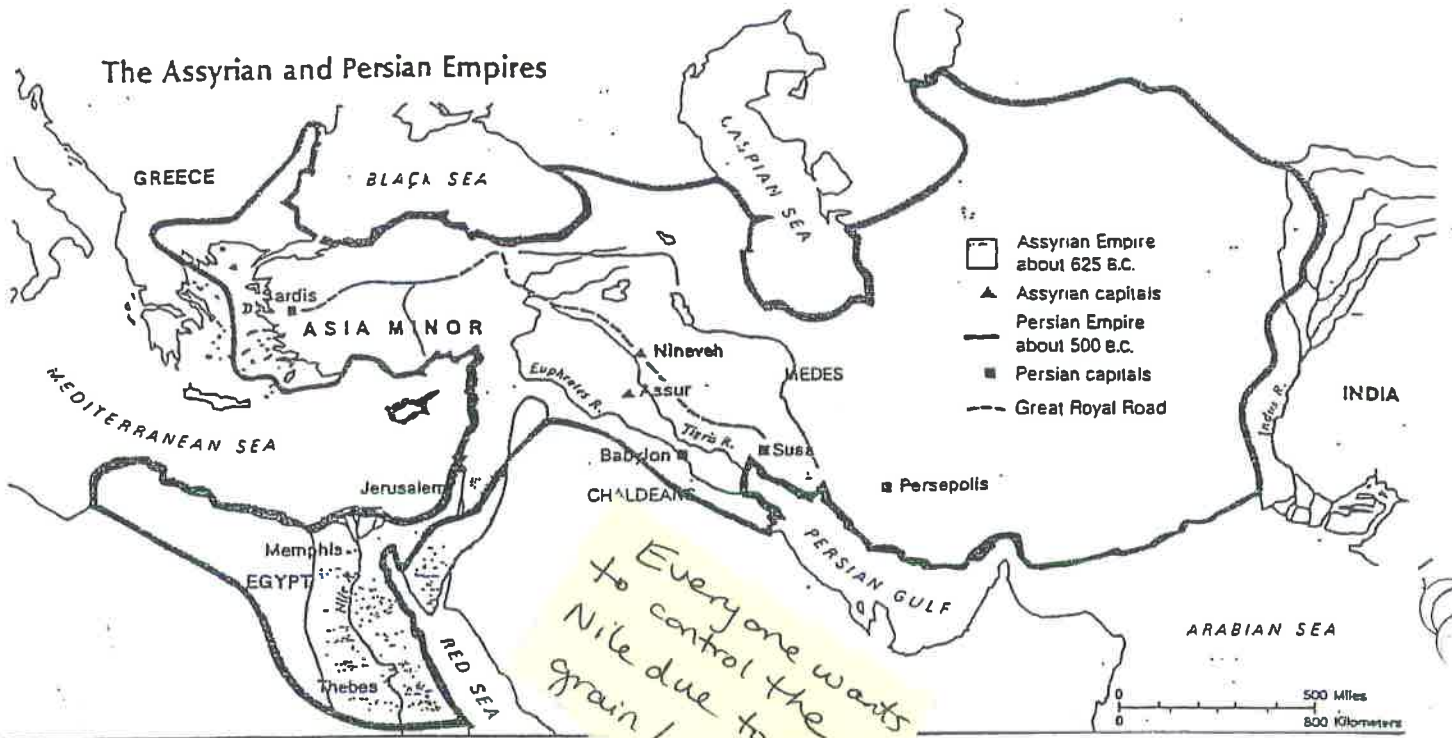 The Assyrian and Persian Empires
GREECE
BLACK SEA
CASPIAN SEA
Assyrian Empire
about 625 B.C.
Assyrian capitals
Persian Empire
about 500 B.C.
Persian capitals
Great Royal Road
ardis
ASIA MINOR
Nineveh
MEDES
Assur
Euphrates R.
Tigris R.
INDIA
Indus R.
MEDITERRANEAN SEA
Babylon
Susa
Persepolis
CHALDEANS
Jerusalem
Memphis
EGYPT
Nile
Thebes
RED SEA
PERSIAN GULF
ARABIAN SEA
Everyone wants
to control the
Nile due to
grain
0 500 Miles
0 800 Kilometers